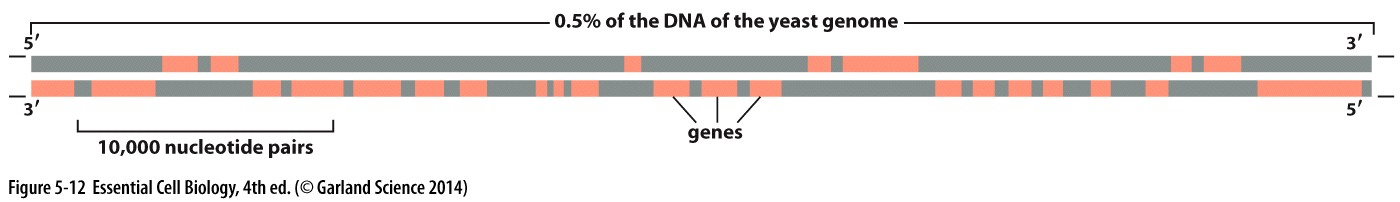 0.5% of the DNA of the yeast genome
5′ 3′
3′ 5′
genes
10,000 nucleotide pairs
Figure 5-12 Essential Cell Biology, 4th ed. (© Garland Science 2014)